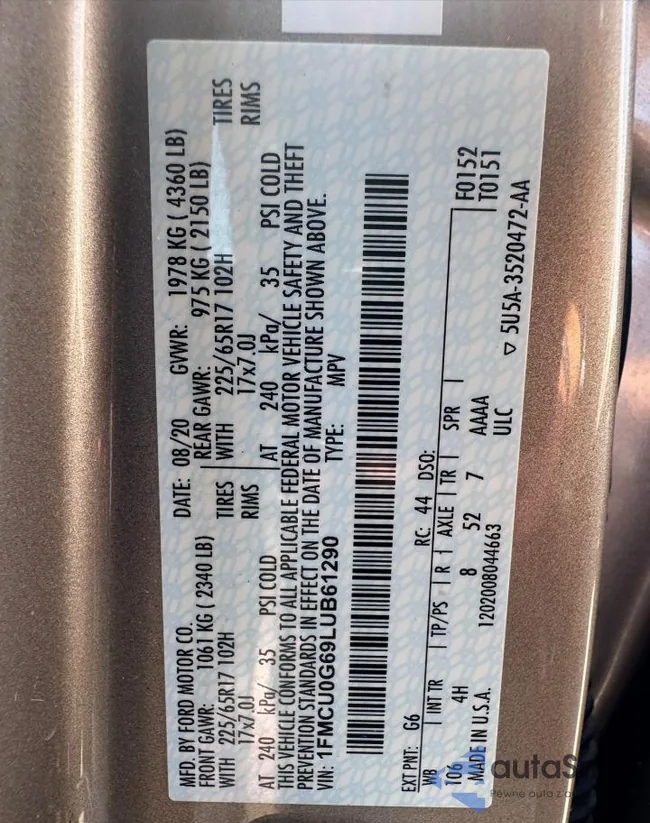 MFD. BY FORD MOTOR CO.
DATE: 08/20 GVWR: 1978 KG ( 4360 LB)
FRONT GAWR: 1061 KG ( 2340 LB)
REAR GAWR: 975 KG ( 2150 LB)
WITH 225/65R17 102H TIRES
WITH 225/65R17 102H TIRES
17x7.0J RIMS
17x7.0J RIMS
AT 240 kPa/ 35 PSI COLD
AT 240 kPa/ 35 PSI COLD
THIS VEHICLE CONFORMS TO ALL APPLICABLE FEDERAL MOTOR VEHICLE SAFETY AND THEFT
PREVENTION STANDARDS IN EFFECT ON THE DATE OF MANUFACTURE SHOWN ABOVE.
VIN: 1FMCU0G69LUB61290 TYPE: MPV
EXT PNT: G6 RC: 44 DSO: F0152
WB INT TR TP/PS R AXLE TR SPR T0151
106 4H 8 52 7 AAAA
MADE IN U.S.A. 1202008044663 ULC
▽ 5U5A-3520472-AA
Pewne auta z